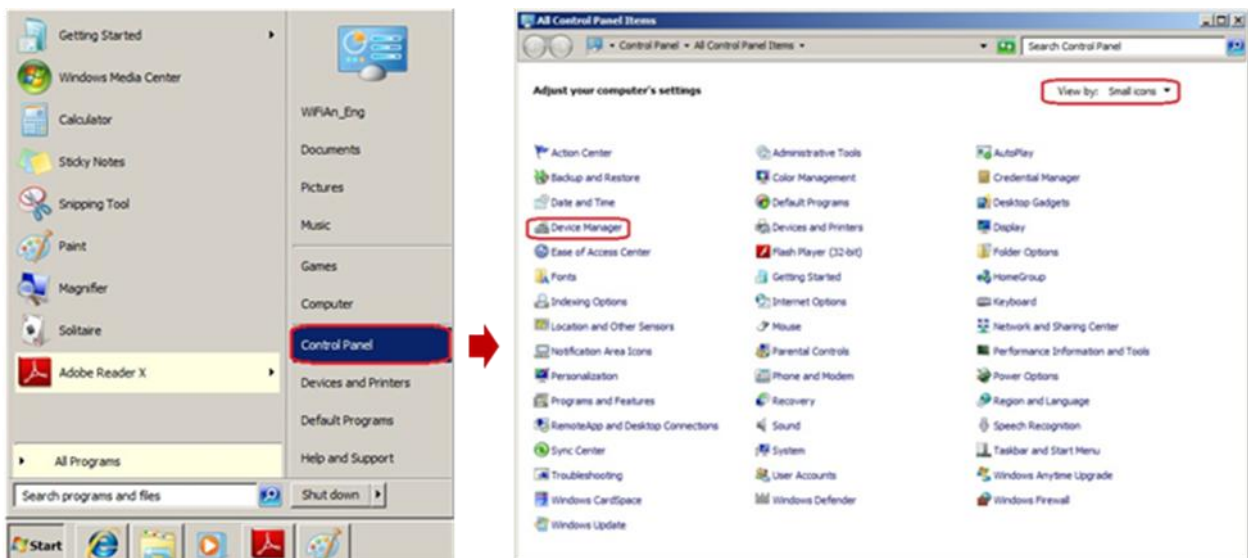 Getting Started
Windows Media Center
Calculator
Sticky Notes
Snipping Tool
Paint
Magnifier
Solitaire
Adobe Reader X
All Programs
Search programs and files
Start
WiFiAn_Eng
Documents
Pictures
Music
Games
Computer
Control Panel
Devices and Printers
Default Programs
Help and Support
Shut down
All Control Panel Items
Control Panel All Control Panel Items
Search Control Panel
Adjust your computer's settings
View by: Small icons
Action Center Administrative Tools AutoPlay
Backup and Restore Color Management Credential Manager
Date and Time Default Programs Desktop Gadgets
Device Manager Devices and Printers Display
Ease of Access Center Flash Player (32-bit) Folder Options
Fonts Getting Started HomeGroup
Indexing Options Internet Options Keyboard
Location and Other Sensors Mouse Network and Sharing Center
Notification Area Icons Parental Controls Performance Information and Tools
Personalization Phone and Modem Power Options
Programs and Features Recovery Region and Language
RemoteApp and Desktop Connections Sound Speech Recognition
Sync Center System Taskbar and Start Menu
Troubleshooting User Accounts Windows Anytime Upgrade
Windows CardSpace Windows Defender Windows Firewall
Windows Update